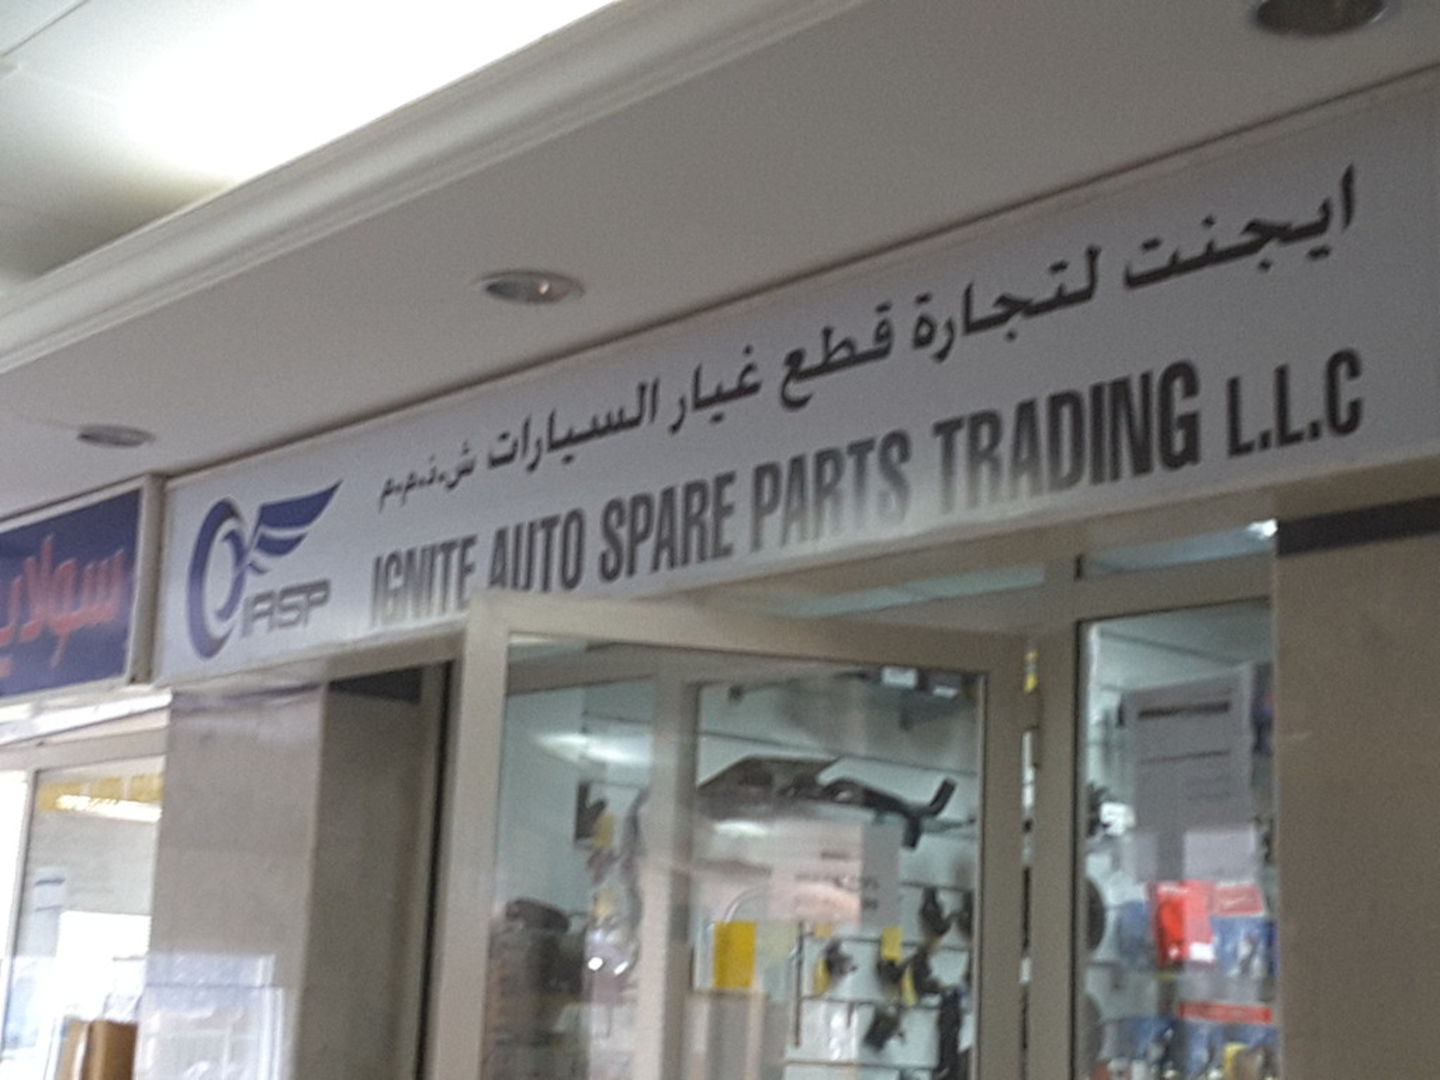 ايجنت لتجارة قطع غيار السيارات ش.ذ.م.م
IGNITE AUTO SPARE PARTS TRADING L.L.C
IASP